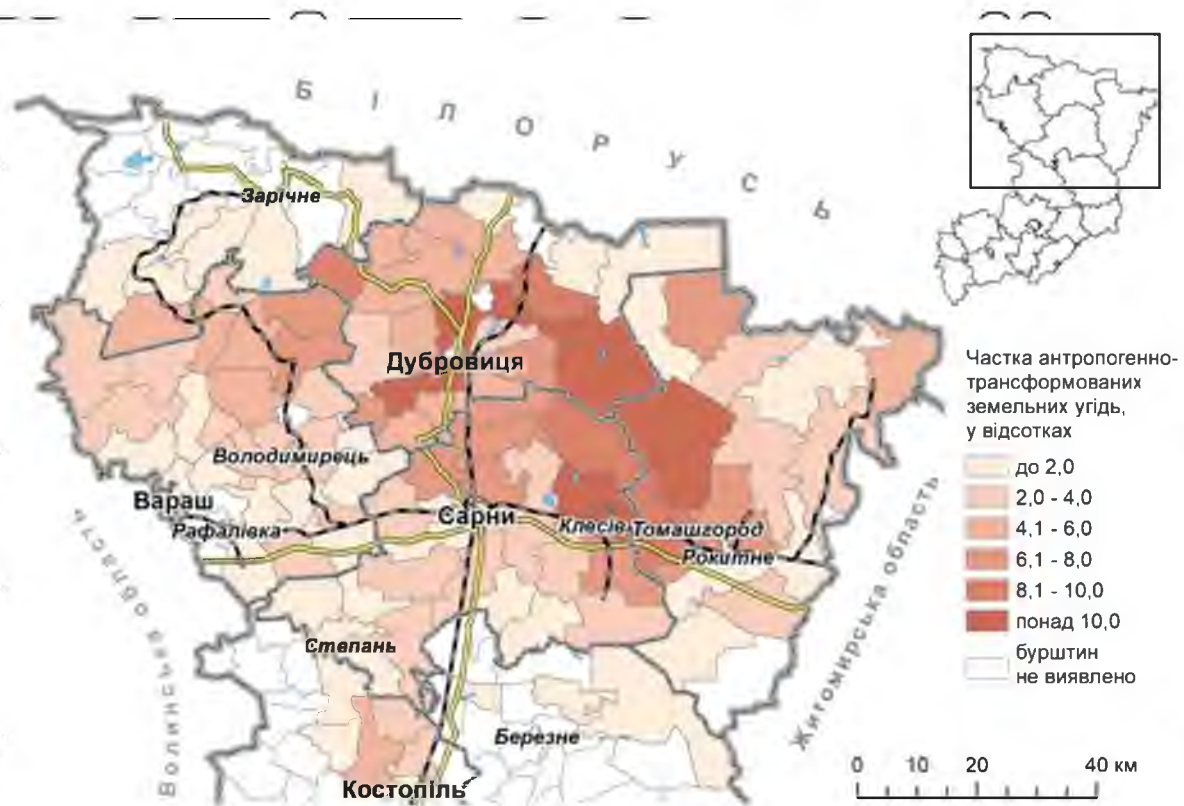 БІЛОРУСЬ
Зарічне
Дубровиця
Володимирець
Вараш
Рафалівка
Сарни
Клесів
Томашгород
Рокитне
Степань
Березне
Костопіль
Волинська область
Житомирська область
Частка антропогенно-
трансформованих
земельних угідь,
у відсотках
до 2,0
2,0 - 4,0
4,1 - 6,0
6,1 - 8,0
8,1 - 10,0
понад 10,0
бурштин
не виявлено
0 10 20 40 км